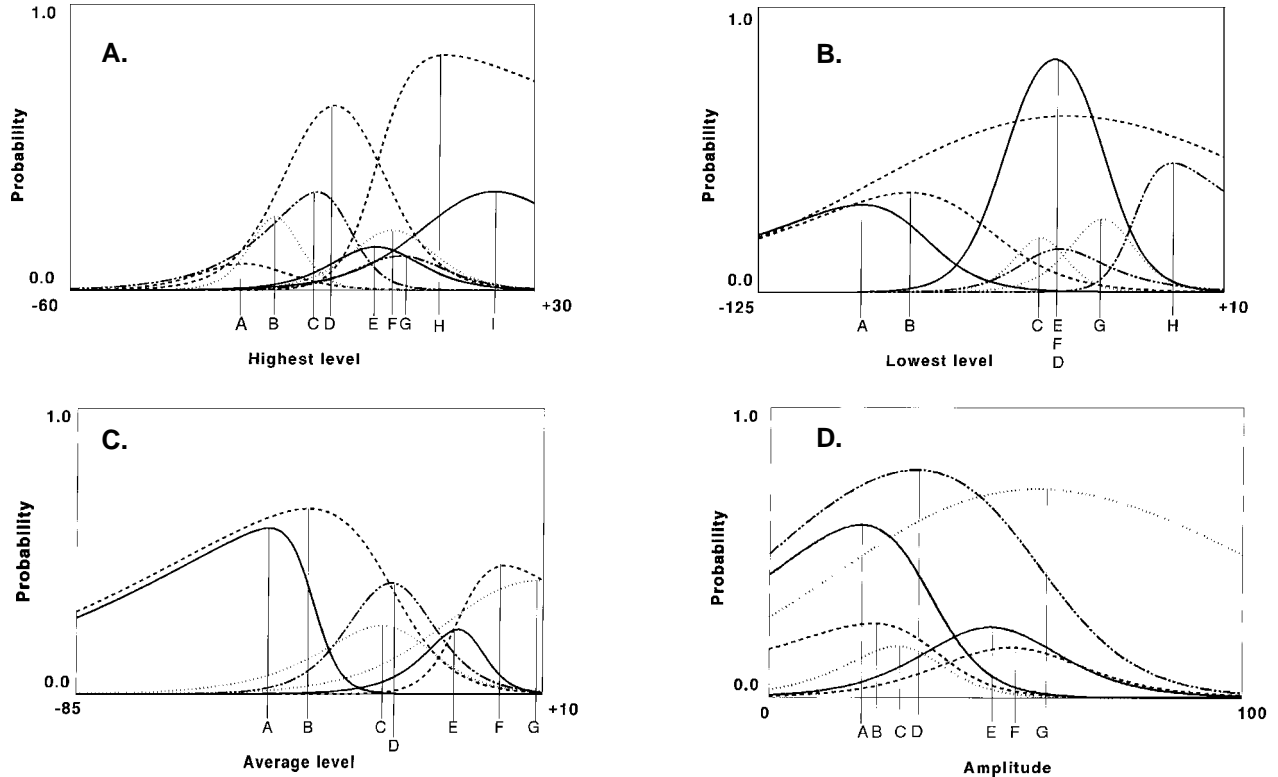 1.0
A.
Probability
0.0
-60
+30
A B C D E F G H I
Highest level
1.0
B.
Probability
0.0
-125
+10
A B C E G H
F
D
Lowest level
1.0
C.
Probability
0.0
-85
+10
A B C E F G
D
Average level
1.0
D.
Probability
0.0
0
100
A B C D E F G
Amplitude